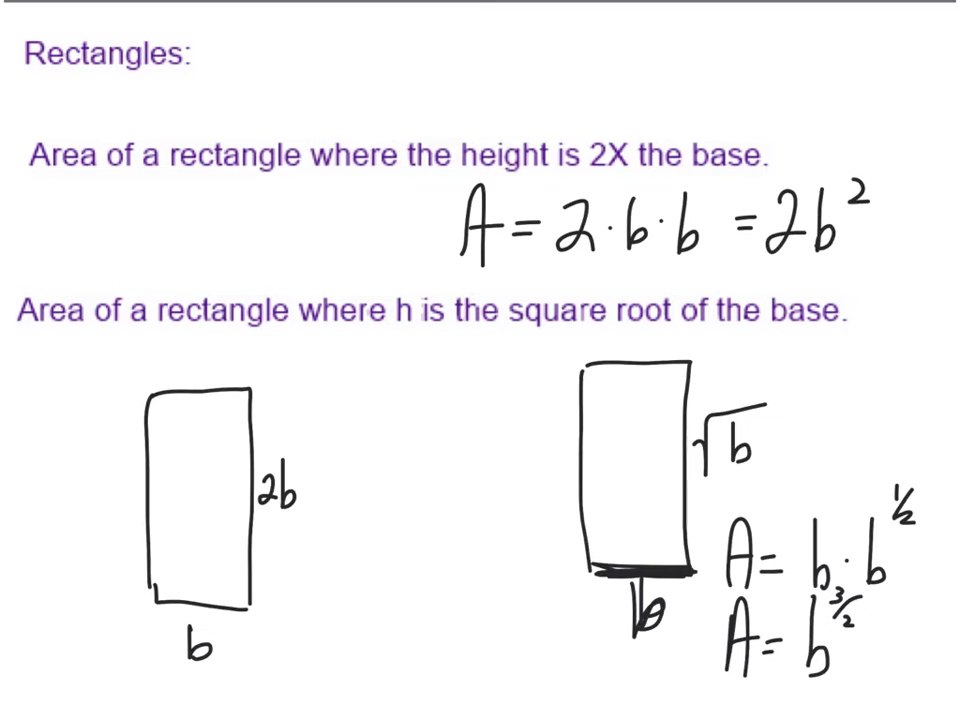 Rectangles:
Area of a rectangle where the height is 2X the base.
A = 2·b·b = 2b²
Area of a rectangle where h is the square root of the base.
2b
b
√b
b
A = b·b^½
A = b^3/2